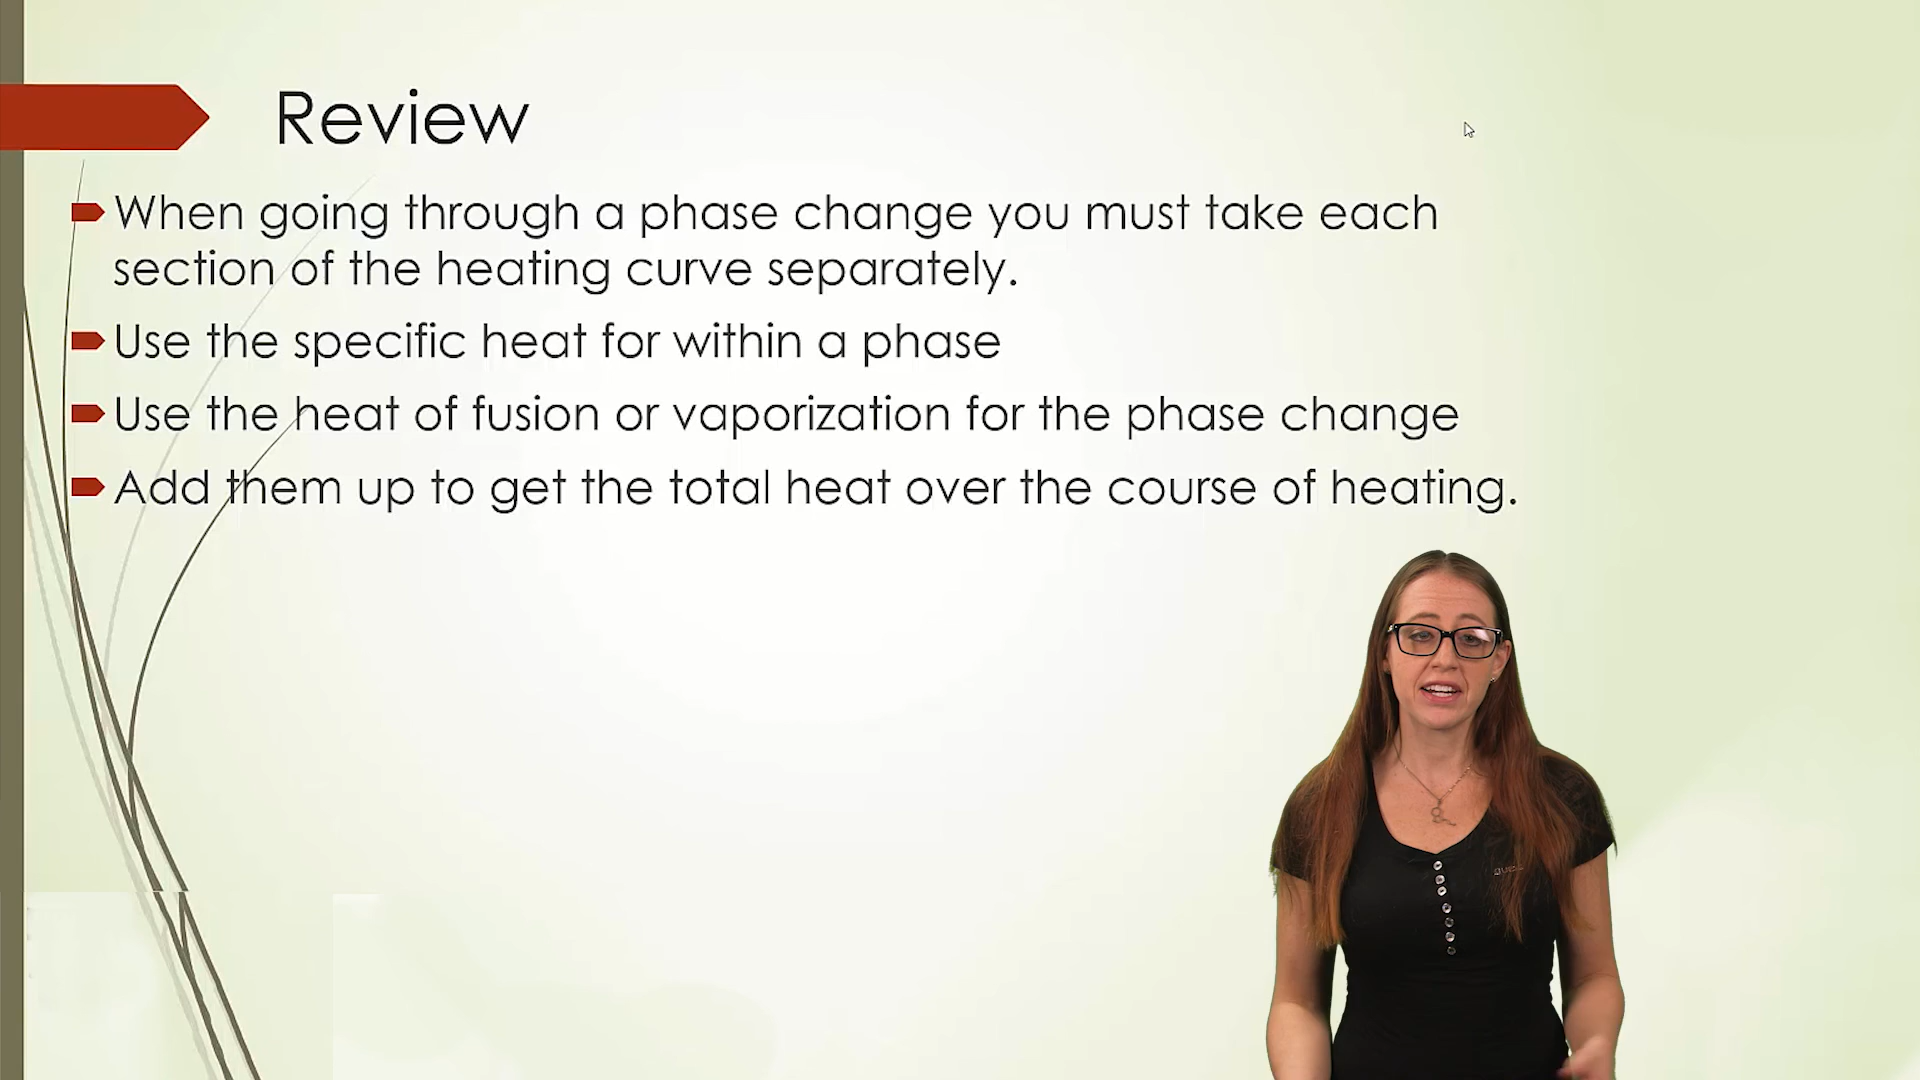 Review
When going through a phase change you must take each
section of the heating curve separately.
Use the specific heat for within a phase
Use the heat of fusion or vaporization for the phase change
Add them up to get the total heat over the course of heating.